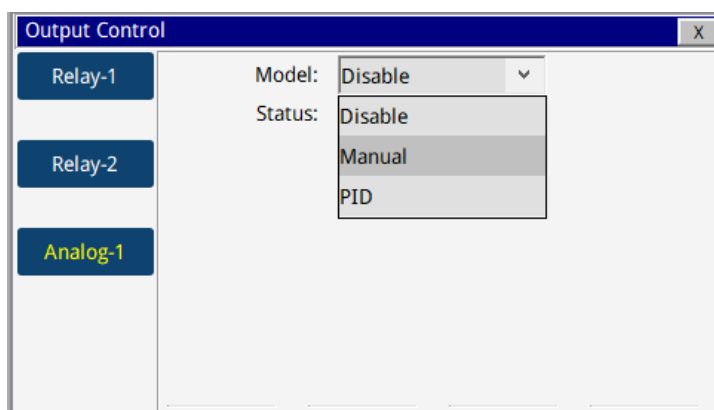 Output Control
X
Relay-1
Model: Disable
Status: Disable
Relay-2
Manual
PID
Analog-1